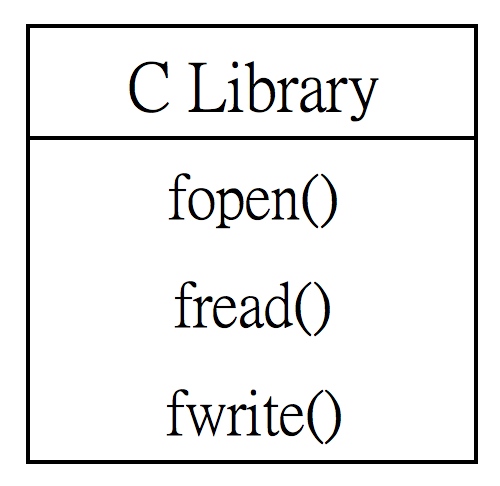 C Library
fopen()
fread()
fwrite()